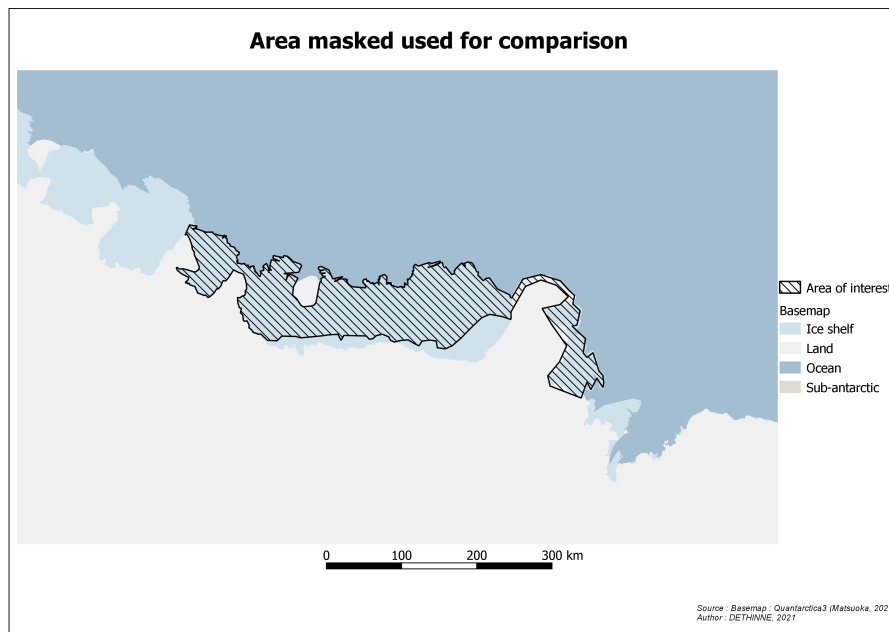 Area masked used for comparison
Area of interest
Basemap
Ice shelf
Land
Ocean
Sub-antarctic
0 100 200 300 km
Source : Basemap : Quantarctica3 (Matsuoka, 202
Author : DETHINNE, 2021